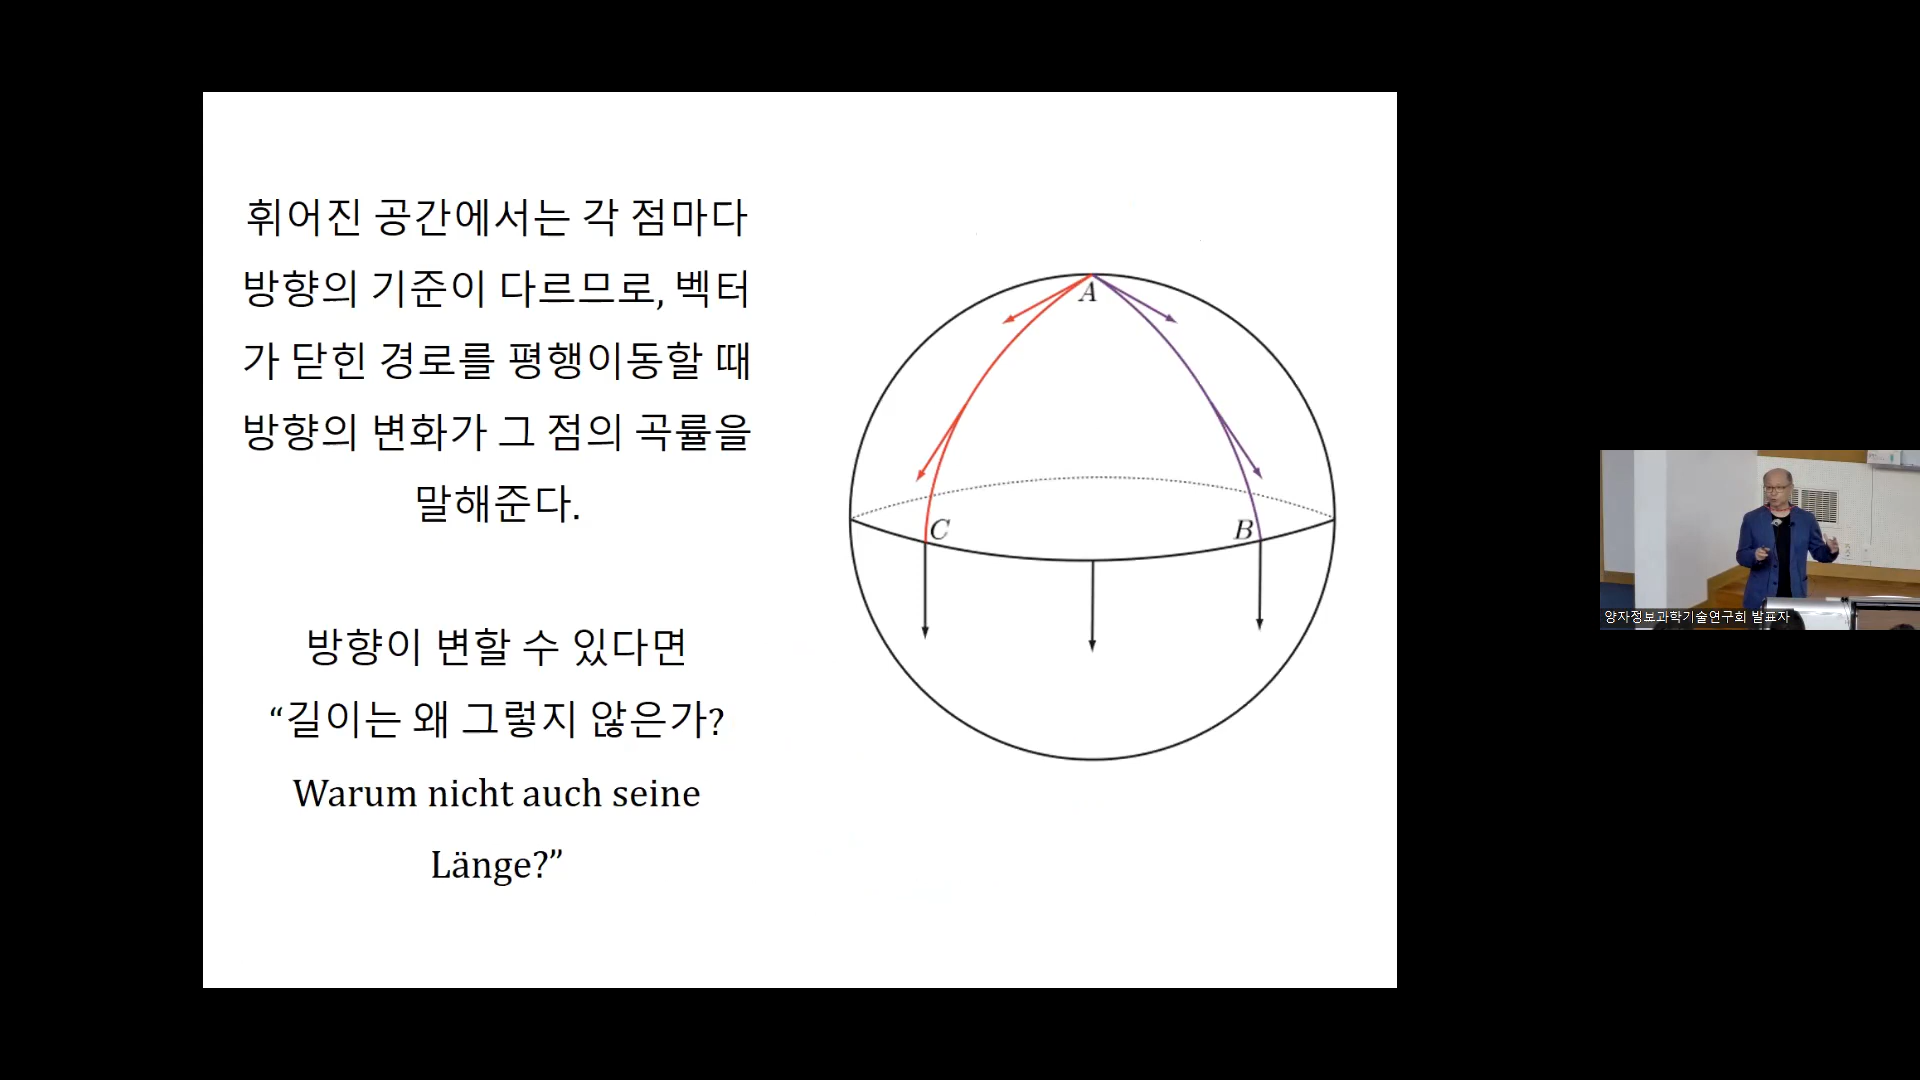 휘어진 공간에서는 각 점마다
방향의 기준이 다르므로, 벡터
가 닫힌 경로를 평행이동할 때
방향의 변화가 그 점의 곡률을
말해준다.
방향이 변할 수 있다면
“길이는 왜 그렇지 않은가?
Warum nicht auch seine
Länge?”
A
C
B
양자정보과학기술연구회 발표자